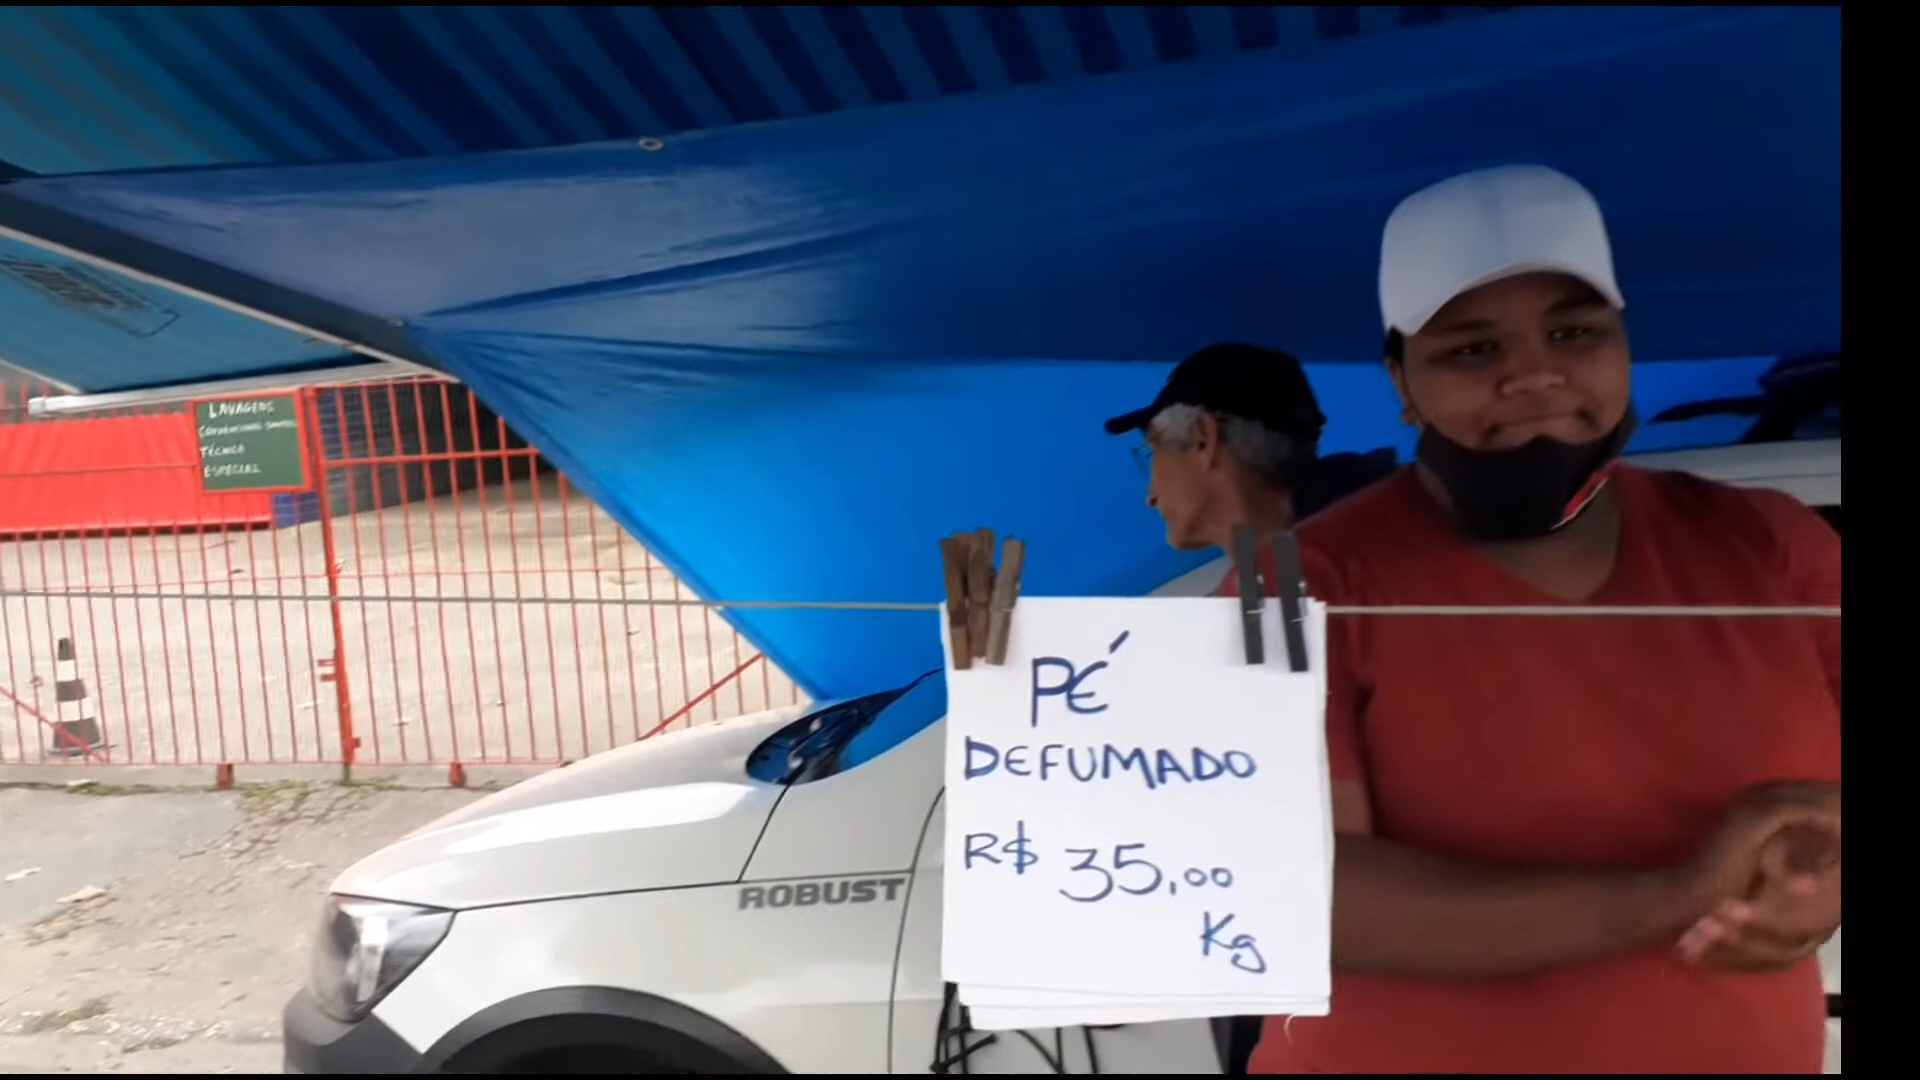 LAVAGENS
TÉCNICA
ESPECIAL
PÉ
DEFUMADO
R$ 35,00
Kg
ROBUST